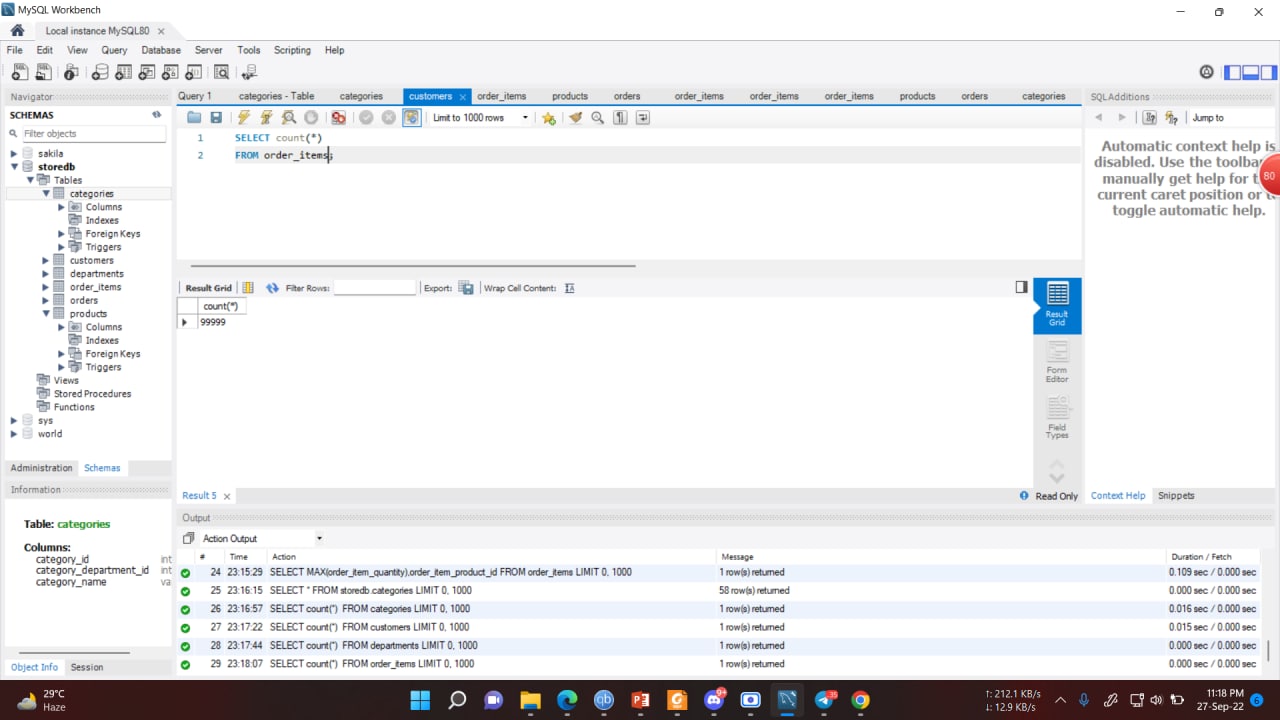 MySQL Workbench
Local instance MySQL80
File Edit View Query Database Server Tools Scripting Help
Navigator
SCHEMAS
Filter objects
sakila
storedb
Tables
categories
Columns
Indexes
Foreign Keys
Triggers
customers
departments
order_items
orders
products
Columns
Indexes
Foreign Keys
Triggers
Views
Stored Procedures
Functions
sys
world
Administration Schemas
Information
Table: categories
Columns:
category_id int
category_department_id int
category_name va
Object Info Session
Query 1 categories - Table categories customers order_items products orders order_items order_items order_items products orders categories
Limit to 1000 rows
1 SELECT count(*)
2 FROM order_items;
Result Grid Filter Rows: Export: Wrap Cell Content:
count(*)
99999
Result Grid
Form Editor
Field Types
Result 5 Read Only
SQLAdditions
Jump to
Automatic context help is
disabled. Use the toolba
manually get help for t
current caret position or t
toggle automatic help.
80
Context Help Snippets
Output
Action Output
# Time Action Message Duration / Fetch
24 23:15:29 SELECT MAX(order_item_quantity),order_item_product_id FROM order_items LIMIT 0, 1000 1 row(s) returned 0.109 sec / 0.000 sec
25 23:16:15 SELECT * FROM storedb.categories LIMIT 0, 1000 58 row(s) returned 0.000 sec / 0.000 sec
26 23:16:57 SELECT count(*) FROM categories LIMIT 0, 1000 1 row(s) returned 0.016 sec / 0.000 sec
27 23:17:22 SELECT count(*) FROM customers LIMIT 0, 1000 1 row(s) returned 0.015 sec / 0.000 sec
28 23:17:44 SELECT count(*) FROM departments LIMIT 0, 1000 1 row(s) returned 0.000 sec / 0.000 sec
29 23:18:07 SELECT count(*) FROM order_items LIMIT 0, 1000 1 row(s) returned 0.000 sec / 0.000 sec
29°C
Haze
9+
35
↑: 212.1 KB/s
↓: 12.9 KB/s
11:18 PM
27-Sep-22
6